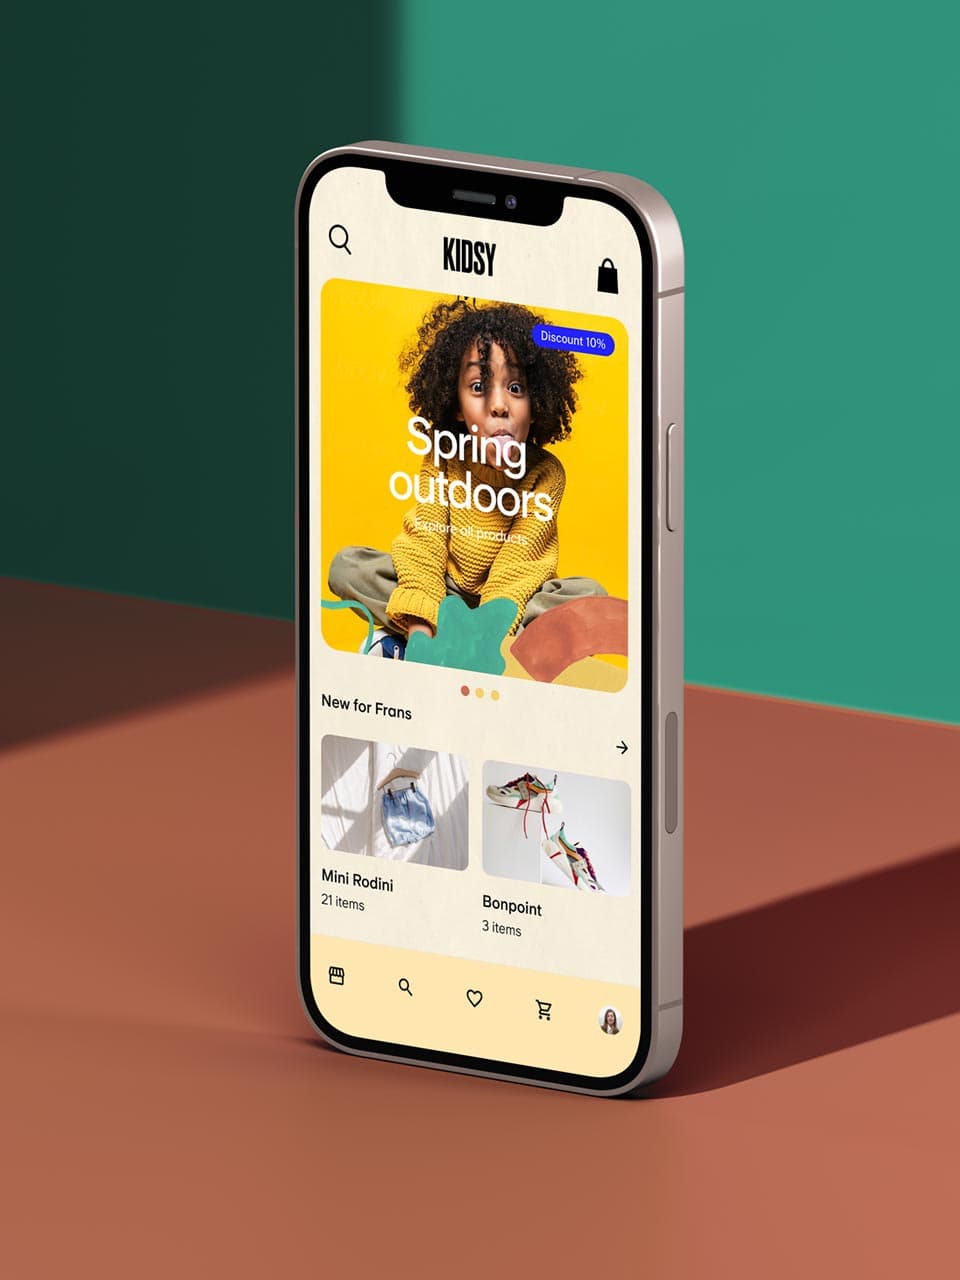 KIDSY
Discount 10%
Spring
outdoors
Explore all products
New for Frans
Mini Rodini
21 items
Bonpoint
3 items